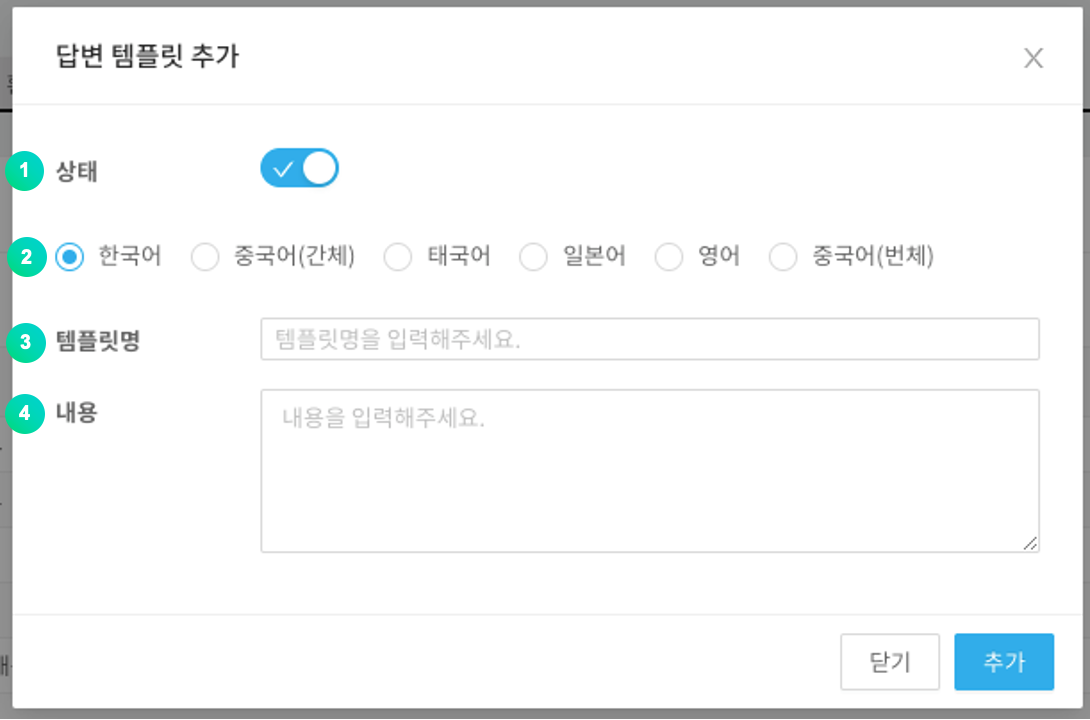 답변 템플릿 추가
1 상태
2 한국어 중국어(간체) 태국어 일본어 영어 중국어(번체)
3 템플릿명 템플릿명을 입력해주세요.
4 내용 내용을 입력해주세요.
닫기 추가